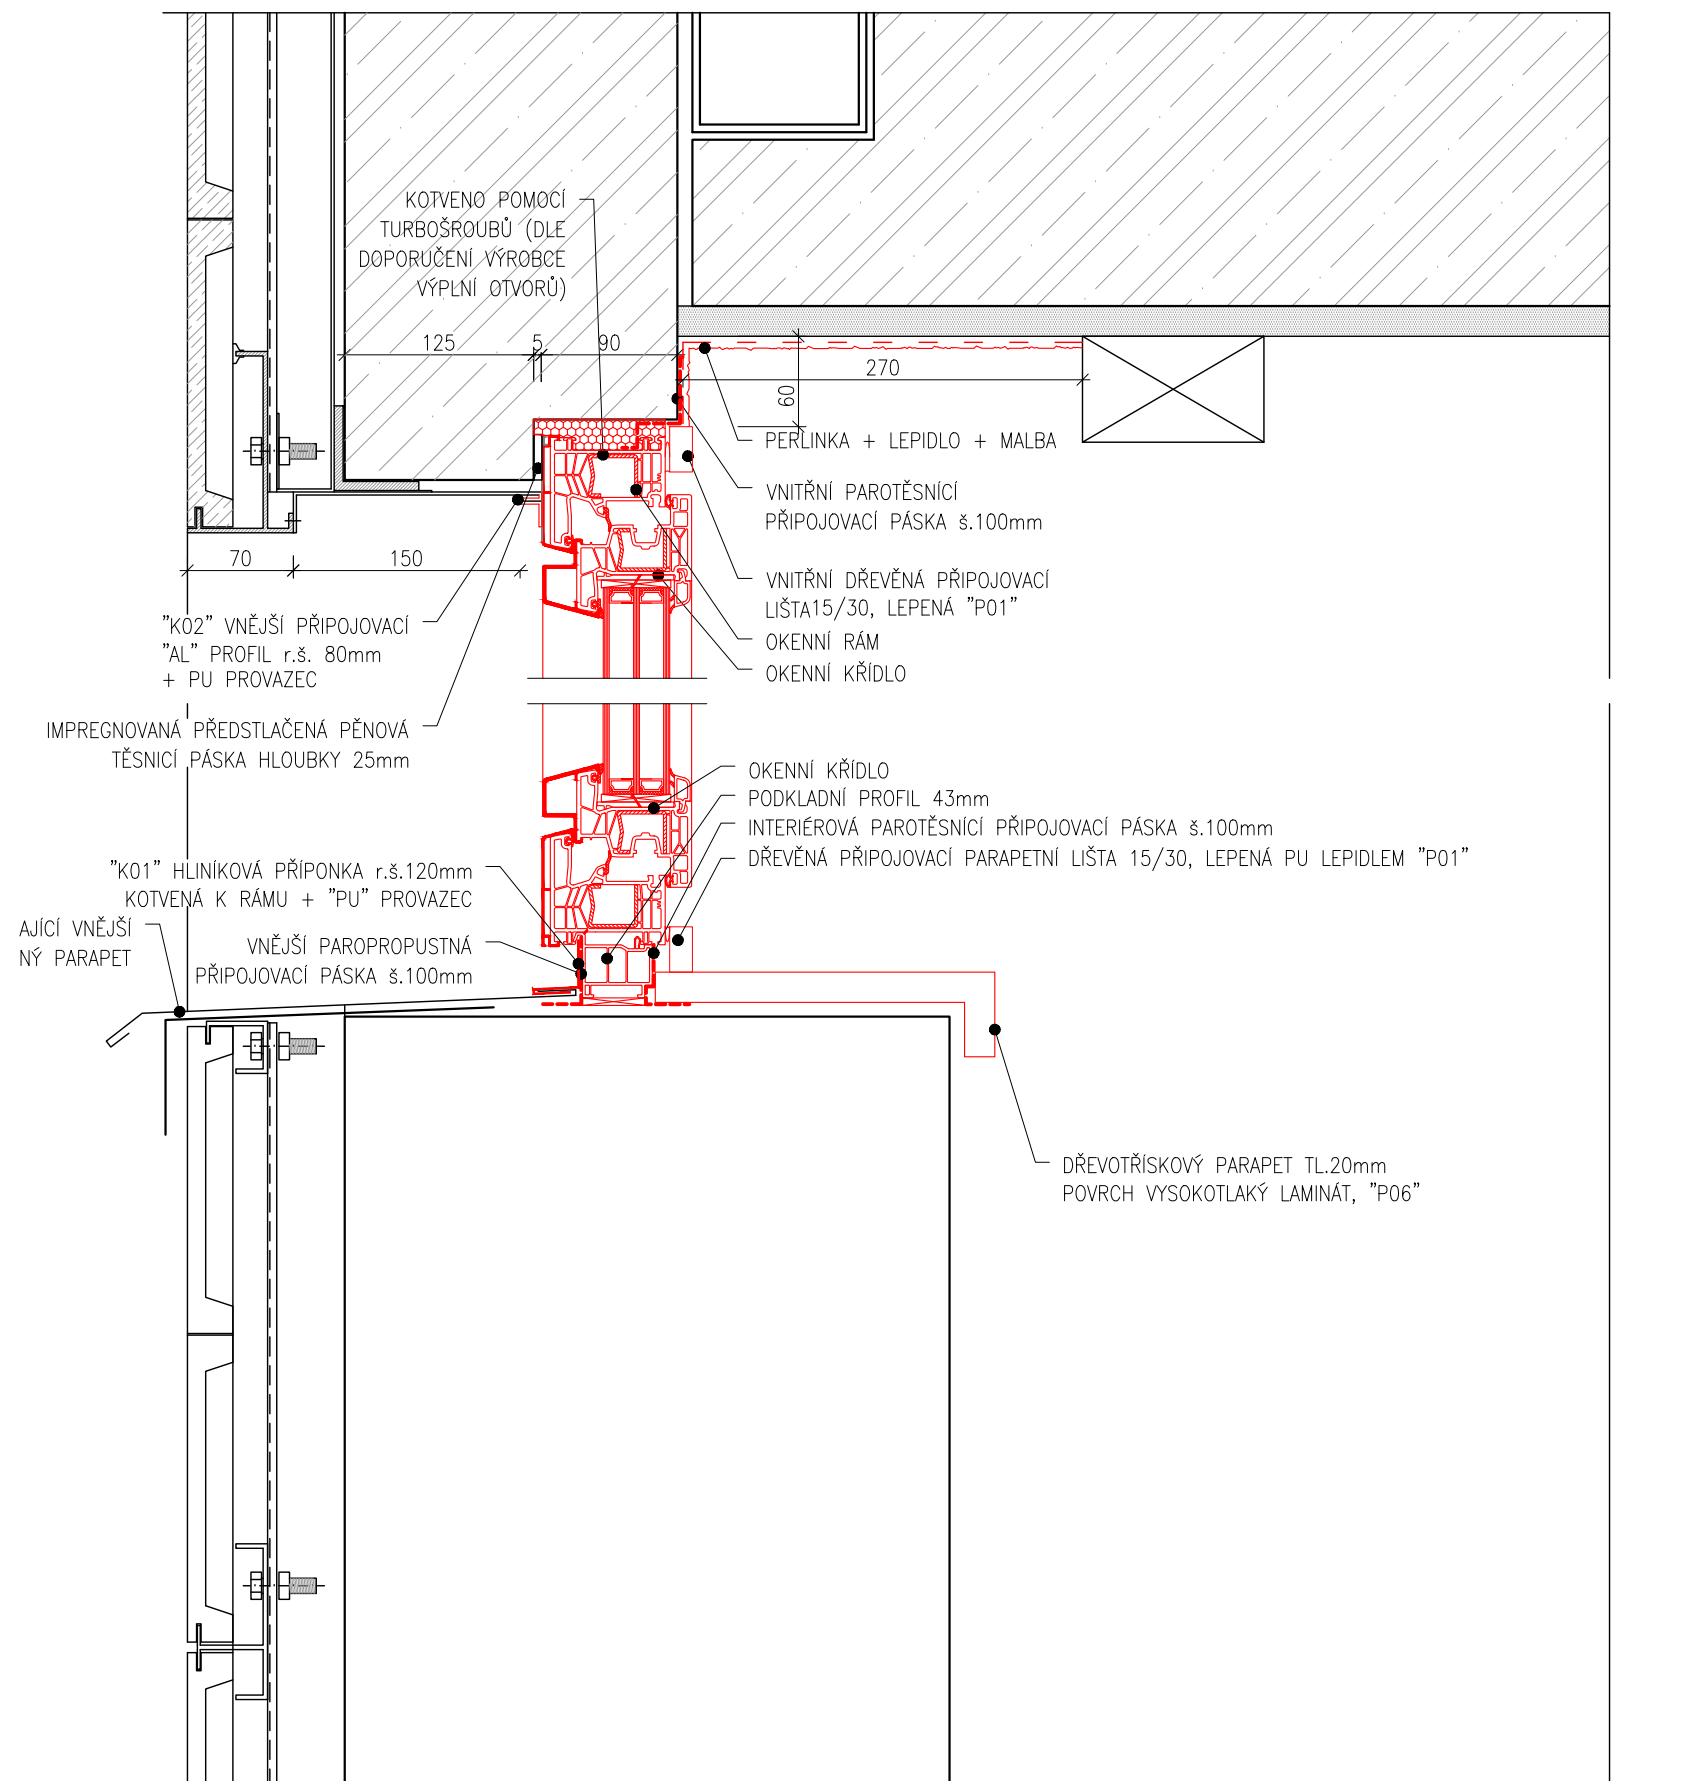 KOTVENO POMOCÍ
TURBOŠROUBŮ (DLE
DOPORUČENÍ VÝROBCE
VÝPLNÍ OTVORŮ)
125
5
90
270
60
PERLINKA + LEPIDLO + MALBA
VNITŘNÍ PAROTĚSNÍCÍ
PŘIPOJOVACÍ PÁSKA š.100mm
70
150
VNITŘNÍ DŘEVĚNÁ PŘIPOJOVACÍ
LIŠTA15/30, LEPENÁ "P01"
"K02" VNĚJŠÍ PŘIPOJOVACÍ
"AL" PROFIL r.š. 80mm
+ PU PROVAZEC
OKENNÍ RÁM
OKENNÍ KŘÍDLO
IMPREGNOVANÁ PŘEDSTLAČENÁ PĚNOVÁ
TĚSNICÍ PÁSKA HLOUBKY 25mm
OKENNÍ KŘÍDLO
PODKLADNÍ PROFIL 43mm
INTERIÉROVÁ PAROTĚSNÍCÍ PŘIPOJOVACÍ PÁSKA š.100mm
DŘEVĚNÁ PŘIPOJOVACÍ PARAPETNÍ LIŠTA 15/30, LEPENÁ PU LEPIDLEM "P01"
"K01" HLINÍKOVÁ PŘÍPONKA r.š.120mm
KOTVENÁ K RÁMU + "PU" PROVAZEC
AJÍCÍ VNĚJŠÍ
NÝ PARAPET
VNĚJŠÍ PAROPROPUSTNÁ
PŘIPOJOVACÍ PÁSKA š.100mm
DŘEVOTŘÍSKOVÝ PARAPET TL.20mm
POVRCH VYSOKOTLAKÝ LAMINÁT, "P06"